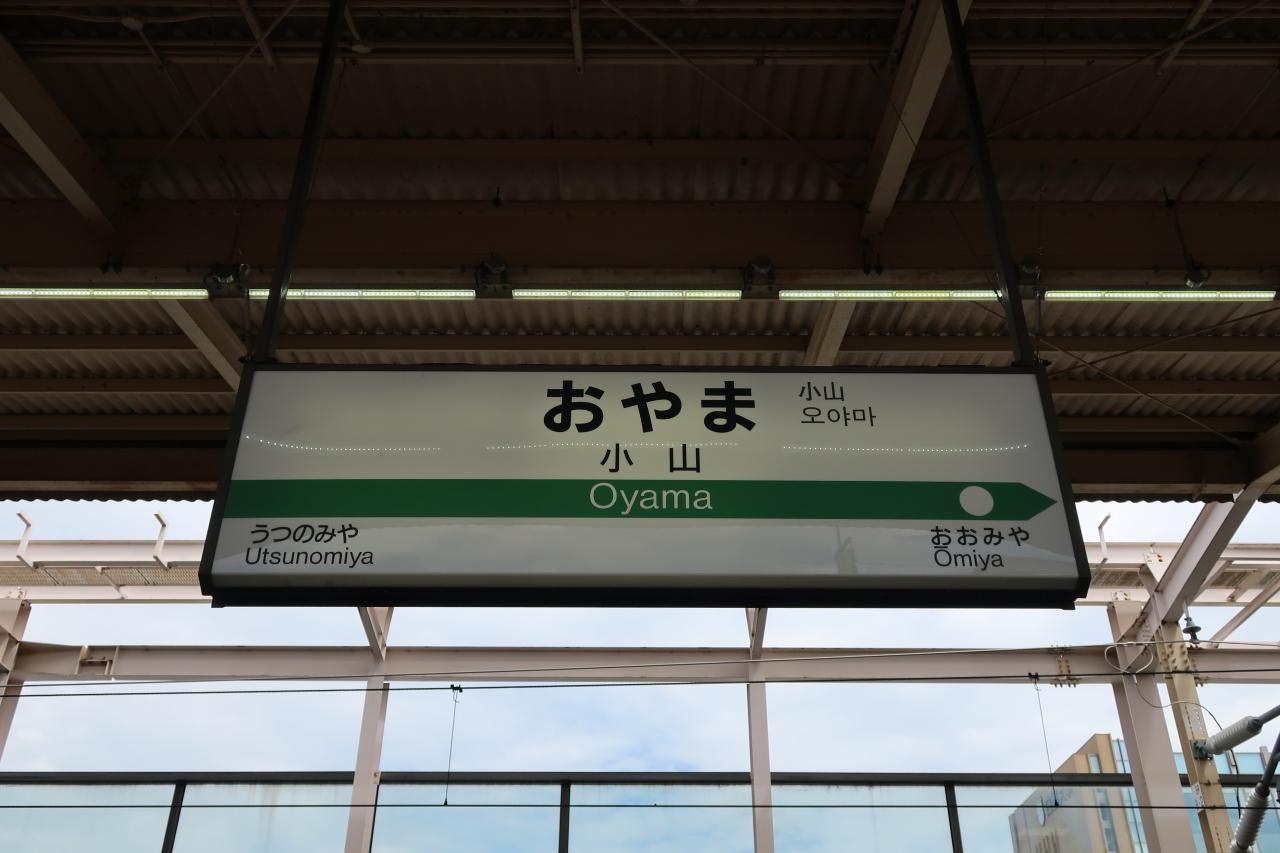 おやま
小山
오야마
小 山
Oyama
うつのみや
Utsunomiya
おおみや
Ōmiya